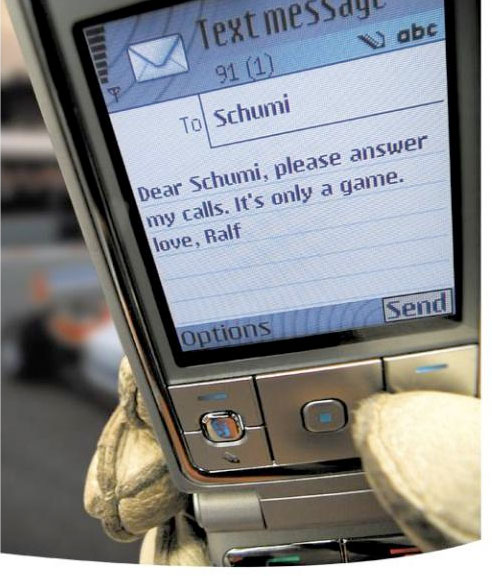 Text message
abc
91 (1)
To Schumi
Dear Schumi, please answer
my calls. It's only a game.
love, Ralf
Options
Send